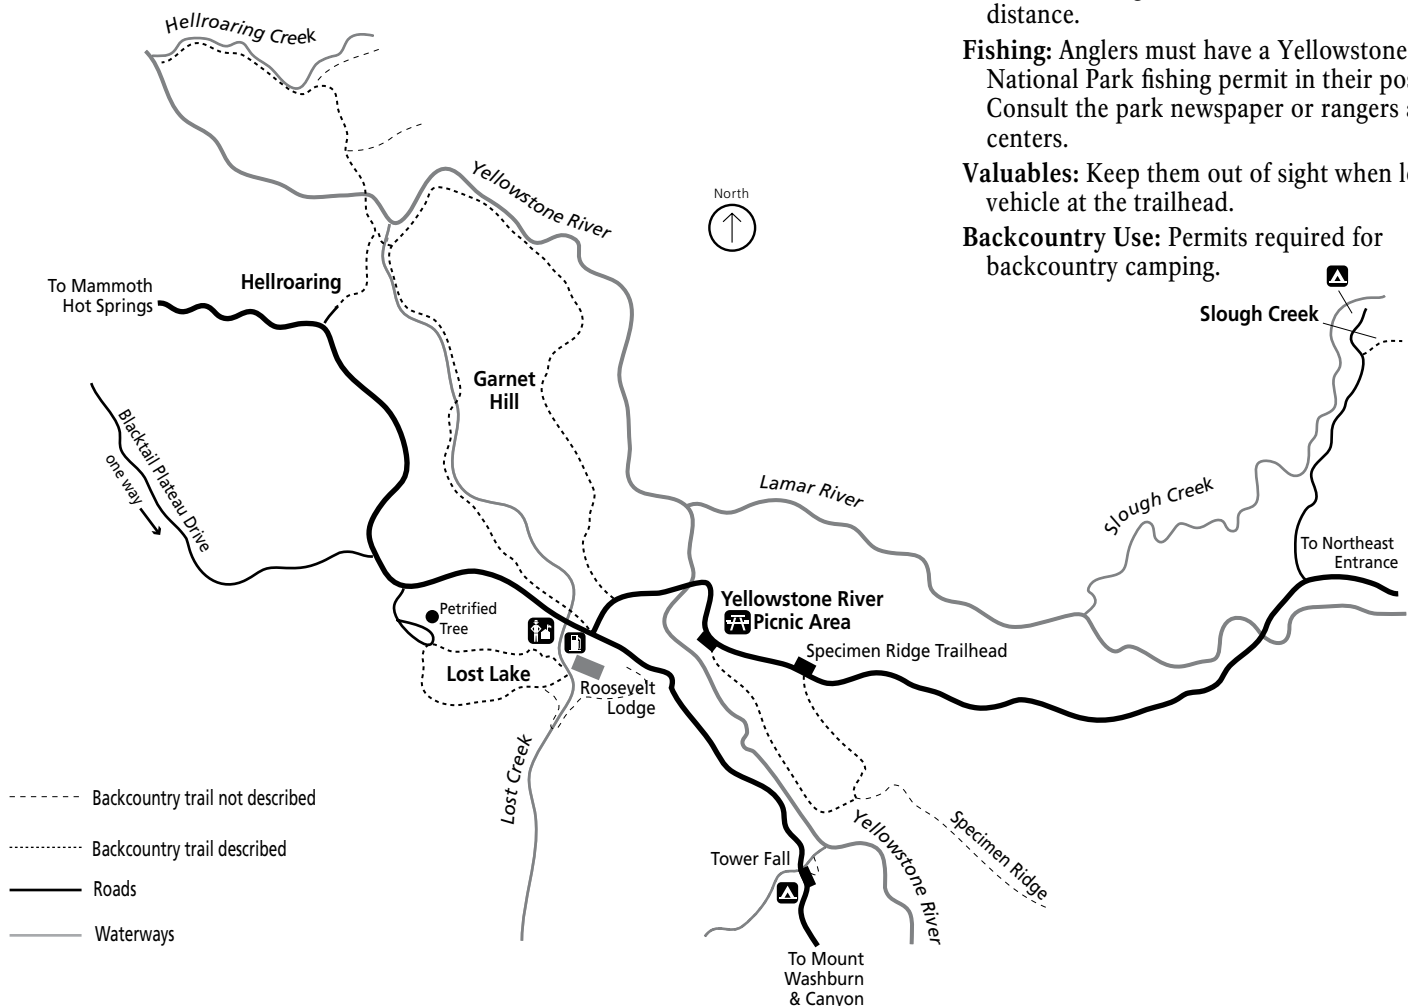 distance.
Fishing: Anglers must have a Yellowstone
National Park fishing permit in their
Consult the park newspaper or rangers
centers.
Valuables: Keep them out of sight when
vehicle at the trailhead.
Backcountry Use: Permits required for
backcountry camping.
Hellroaring Creek
Yellowstone River
North
To Mammoth
Hot Springs
Hellroaring
Slough Creek
Garnet
Hill
Blacktail Plateau Drive
one way
Lamar River
Slough Creek
To Northeast
Entrance
Yellowstone River
Picnic Area
Petrified
Tree
Specimen Ridge Trailhead
Lost Lake
Roosevelt
Lodge
Lost Creek
Backcountry trail not described
Backcountry trail described
Roads
Waterways
Tower Fall
Yellowstone River
Specimen Ridge
To Mount
Washburn
& Canyon